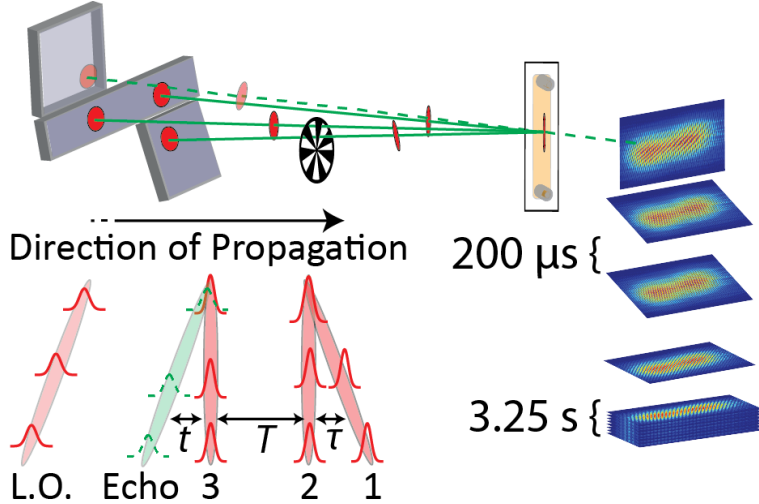 Direction of Propagation
200 µs {
3.25 s {
t
T
τ
L.O.
Echo
3
2
1